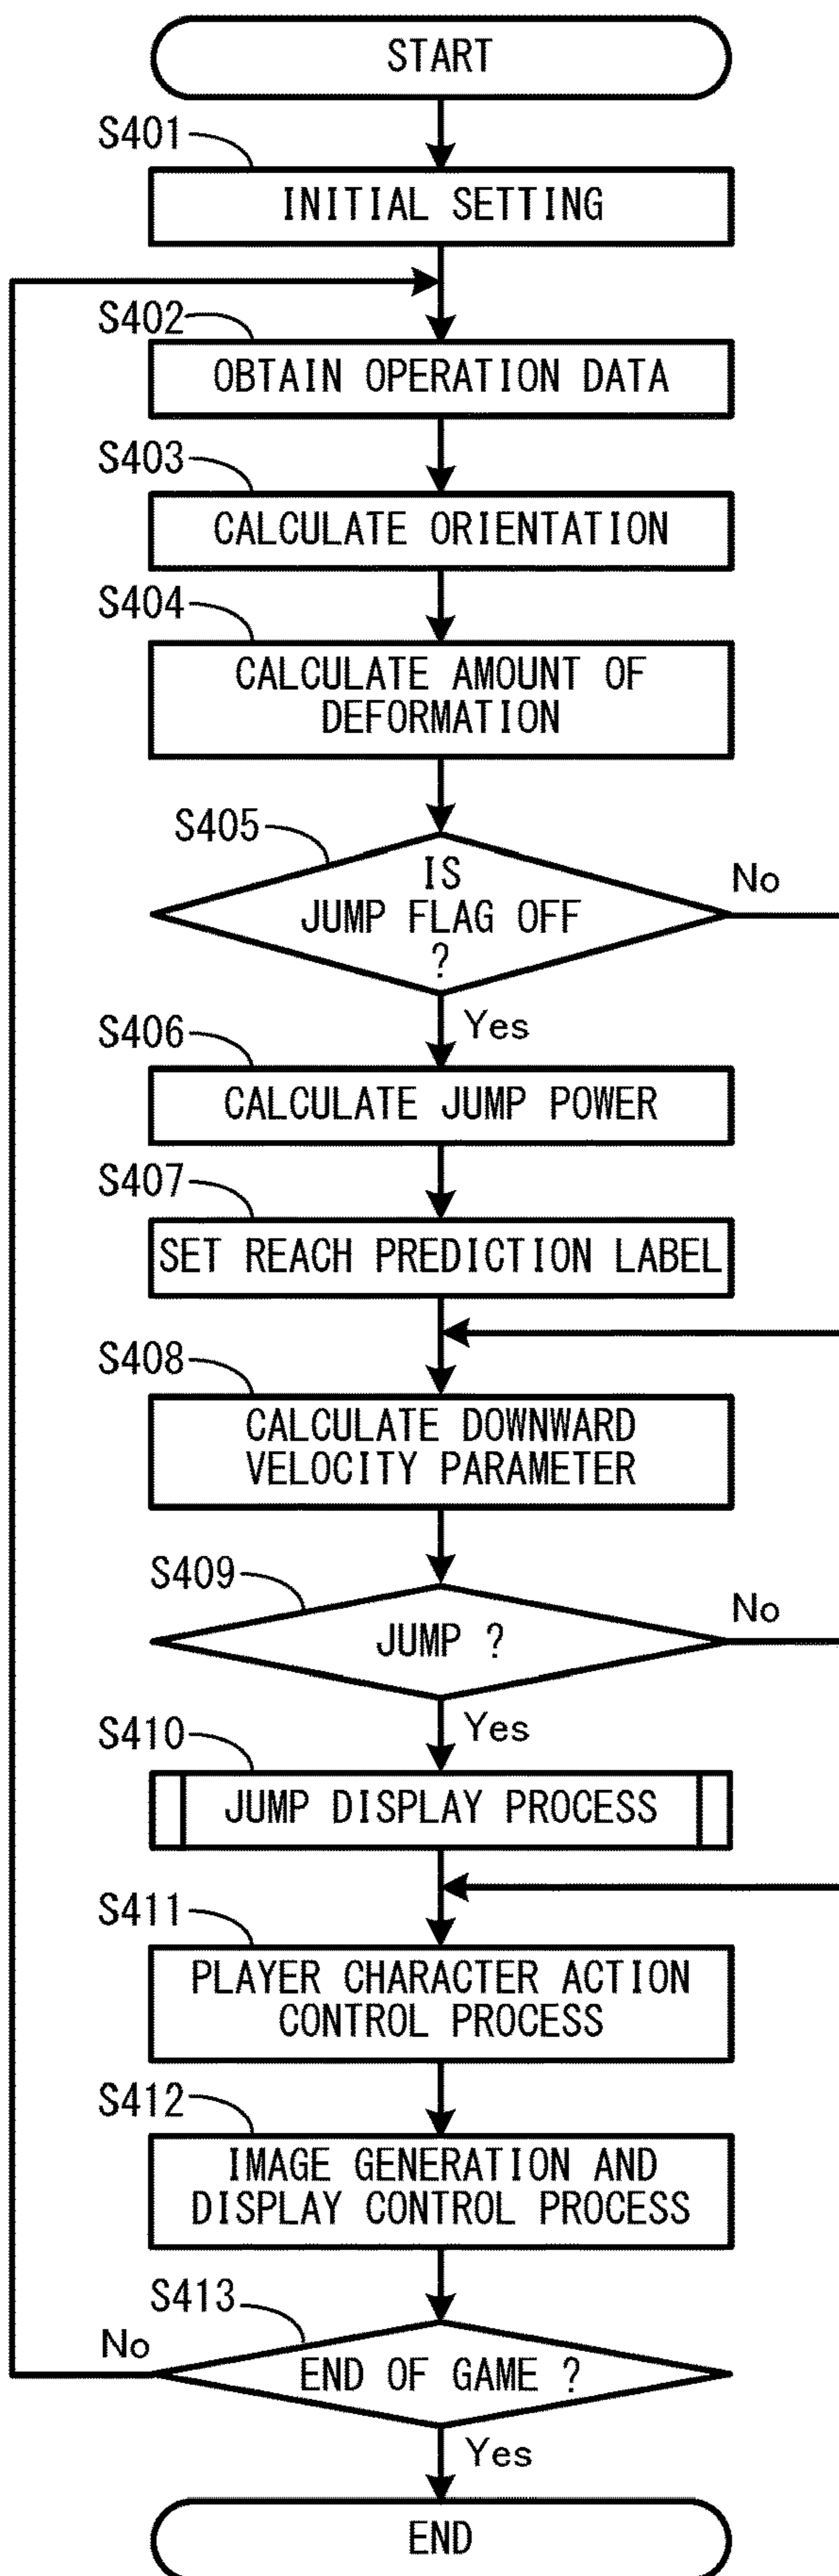 START
S401
INITIAL SETTING
S402
OBTAIN OPERATION DATA
S403
CALCULATE ORIENTATION
S404
CALCULATE AMOUNT OF
DEFORMATION
S405
IS
JUMP FLAG OFF
?
No
Yes
S406
CALCULATE JUMP POWER
S407
SET REACH PREDICTION LABEL
S408
CALCULATE DOWNWARD
VELOCITY PARAMETER
S409
JUMP ?
No
Yes
S410
JUMP DISPLAY PROCESS
S411
PLAYER CHARACTER ACTION
CONTROL PROCESS
S412
IMAGE GENERATION AND
DISPLAY CONTROL PROCESS
S413
No
END OF GAME ?
Yes
END